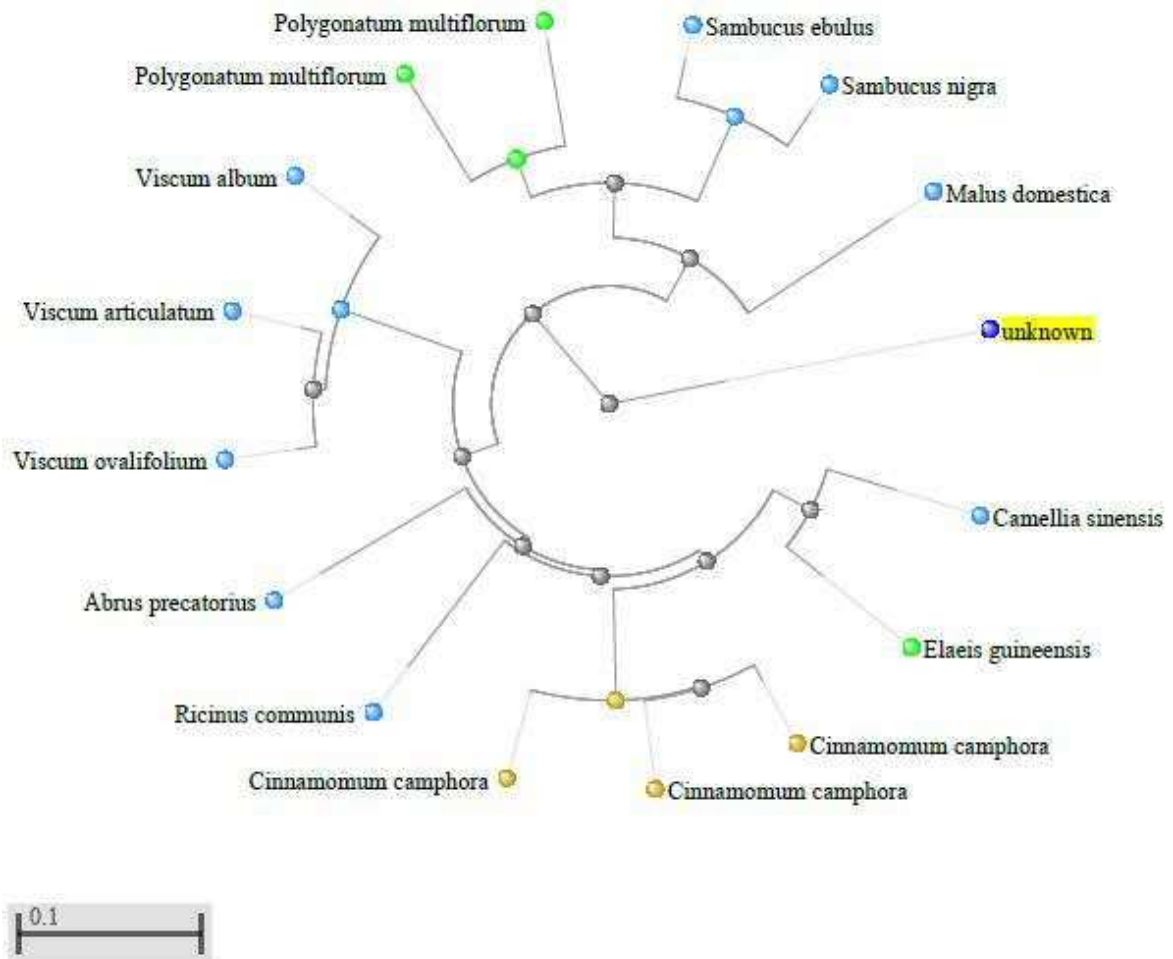 Polygonatum multiflorum
Sambucus ebulus
Polygonatum multiflorum
Sambucus nigra
Viscum album
Malus domestica
Viscum articulatum
unknown
Viscum ovalifolium
Camellia sinensis
Abrus precatorius
Elaeis guineensis
Ricinus communis
Cinnamomum camphora
Cinnamomum camphora
Cinnamomum camphora
0.1